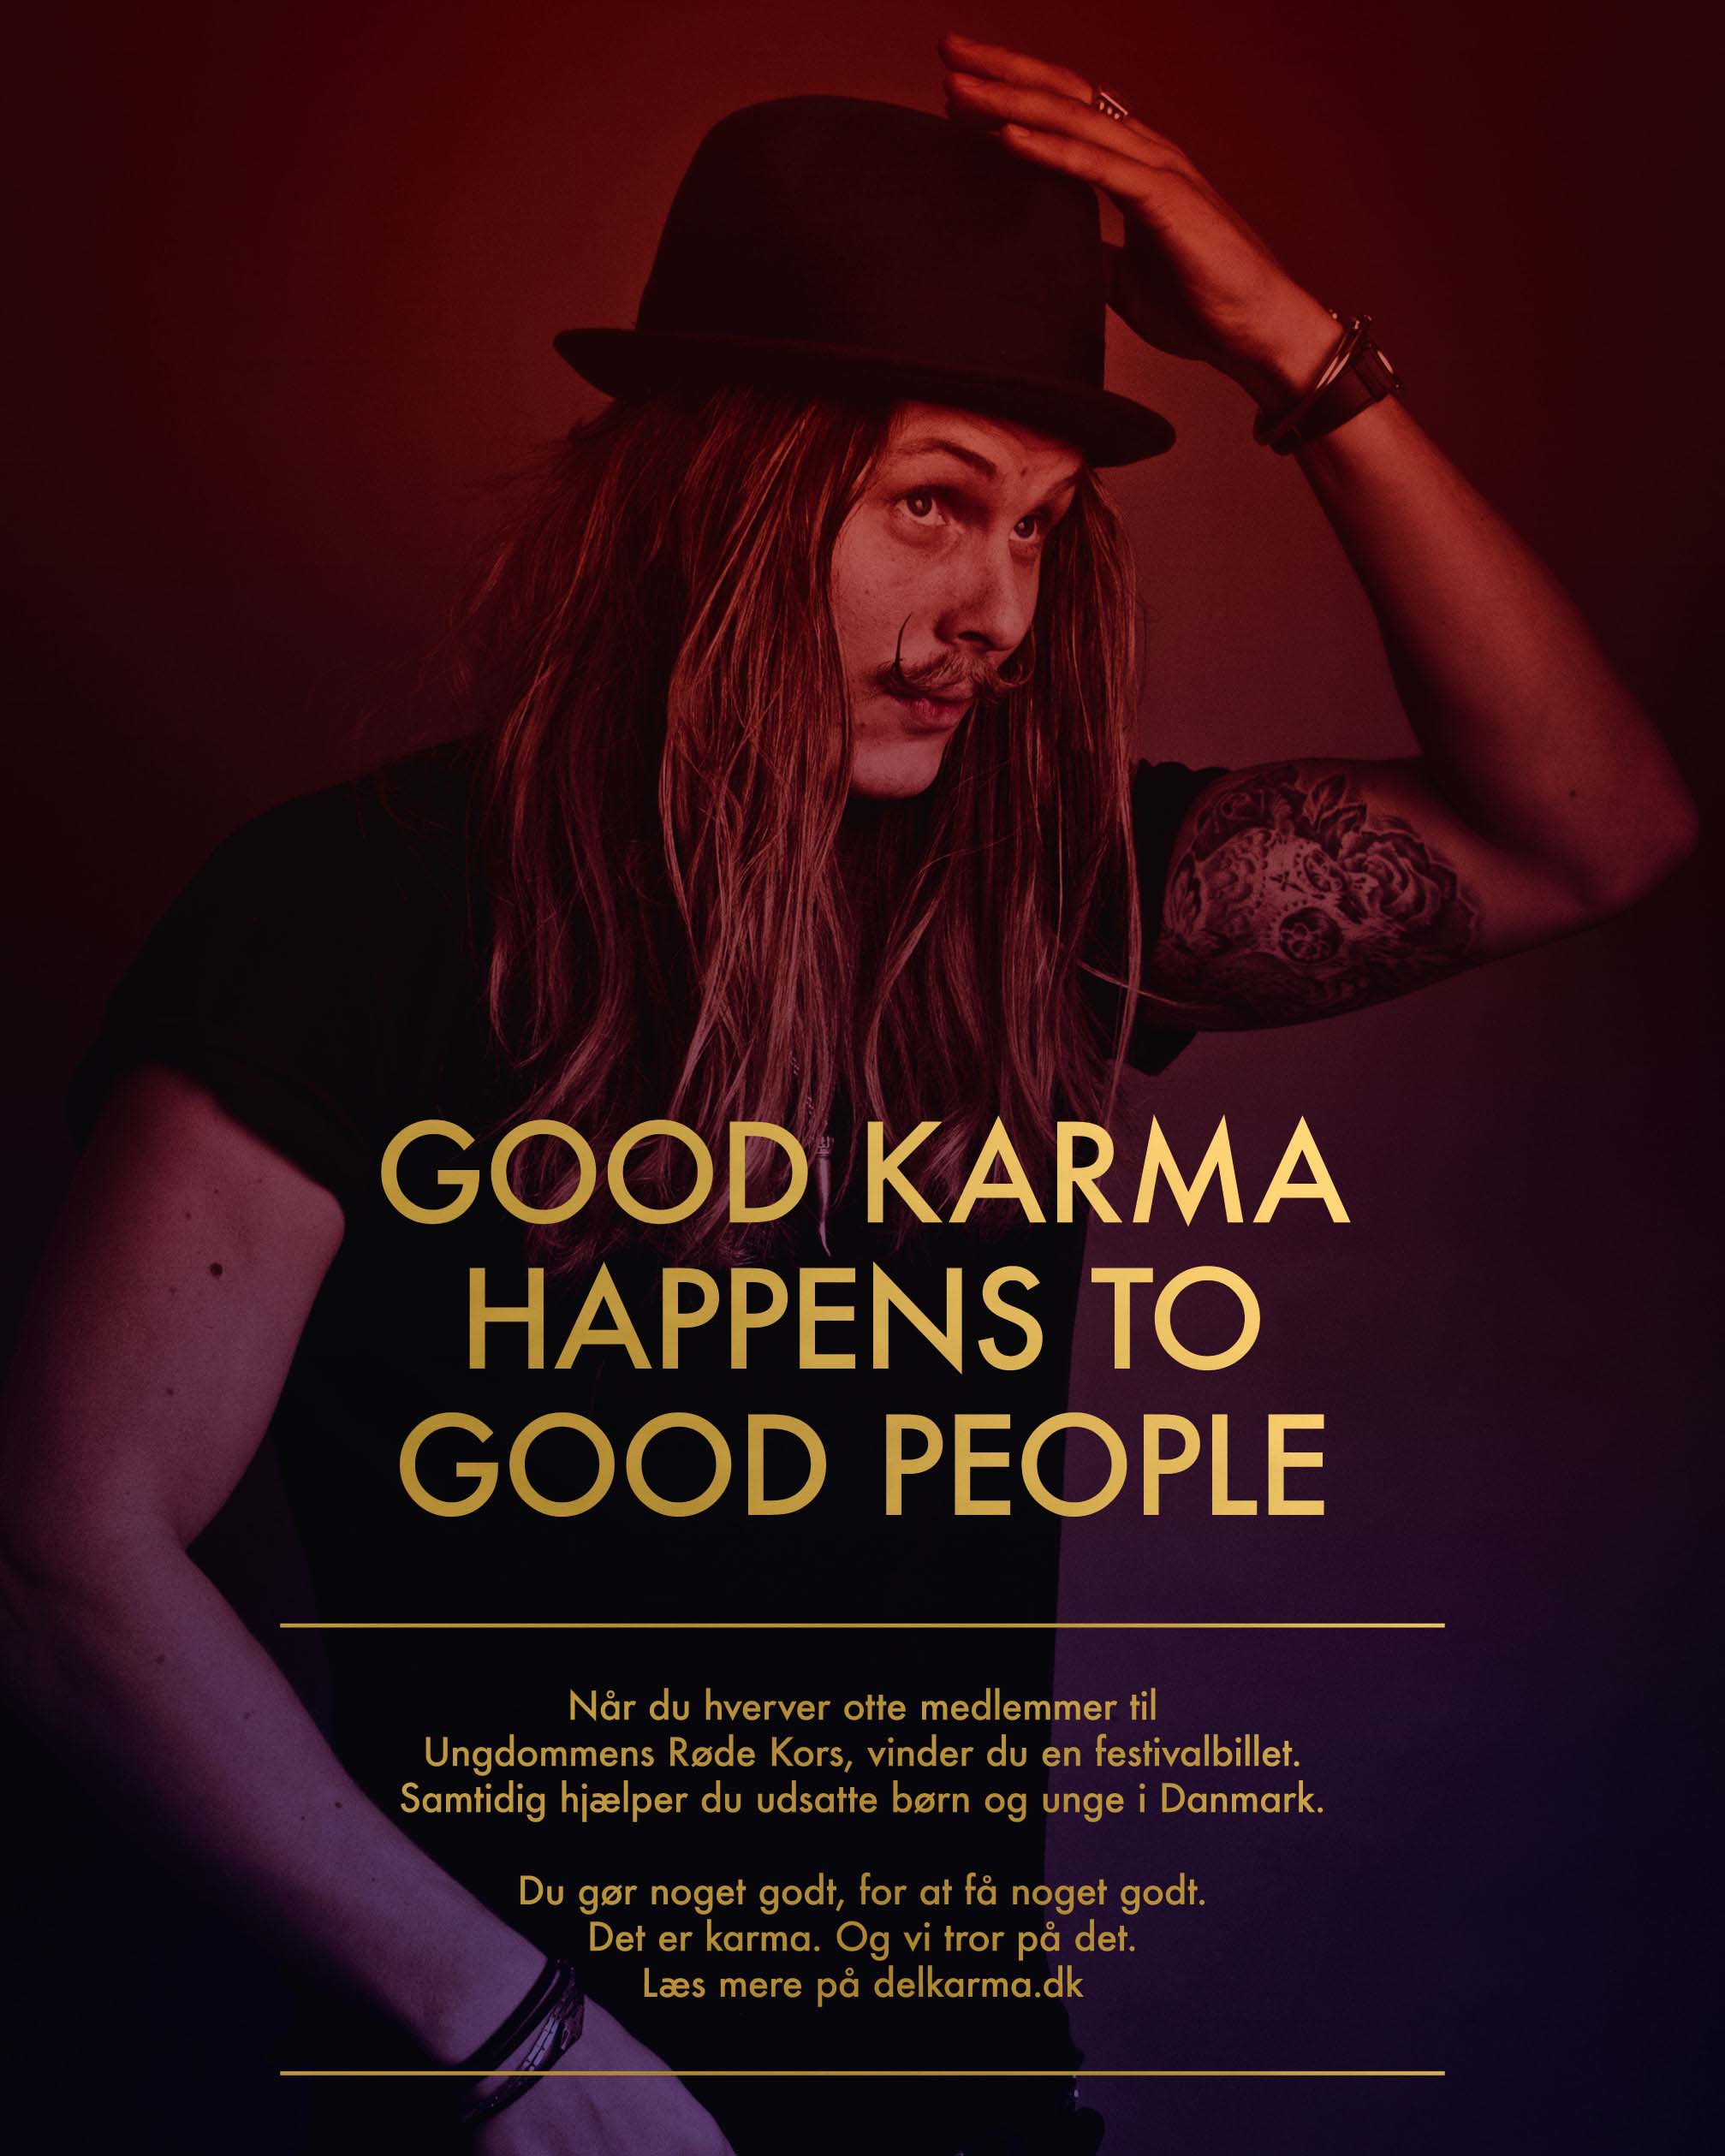 GOOD KARMA
HAPPENS TO
GOOD PEOPLE
Når du hverver otte medlemmer til
Ungdommens Røde Kors, vinder du en festivalbillet.
Samtidig hjælper du udsatte børn og unge i Danmark.
Du gør noget godt, for at få noget godt.
Det er karma. Og vi tror på det.
Læs mere på delkarma.dk